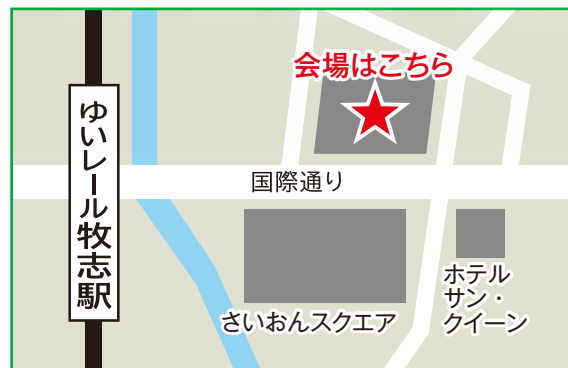 会場はこちら
ゆいレール牧志駅
国際通り
さいおんスクエア
ホテル
サン・
クイーン